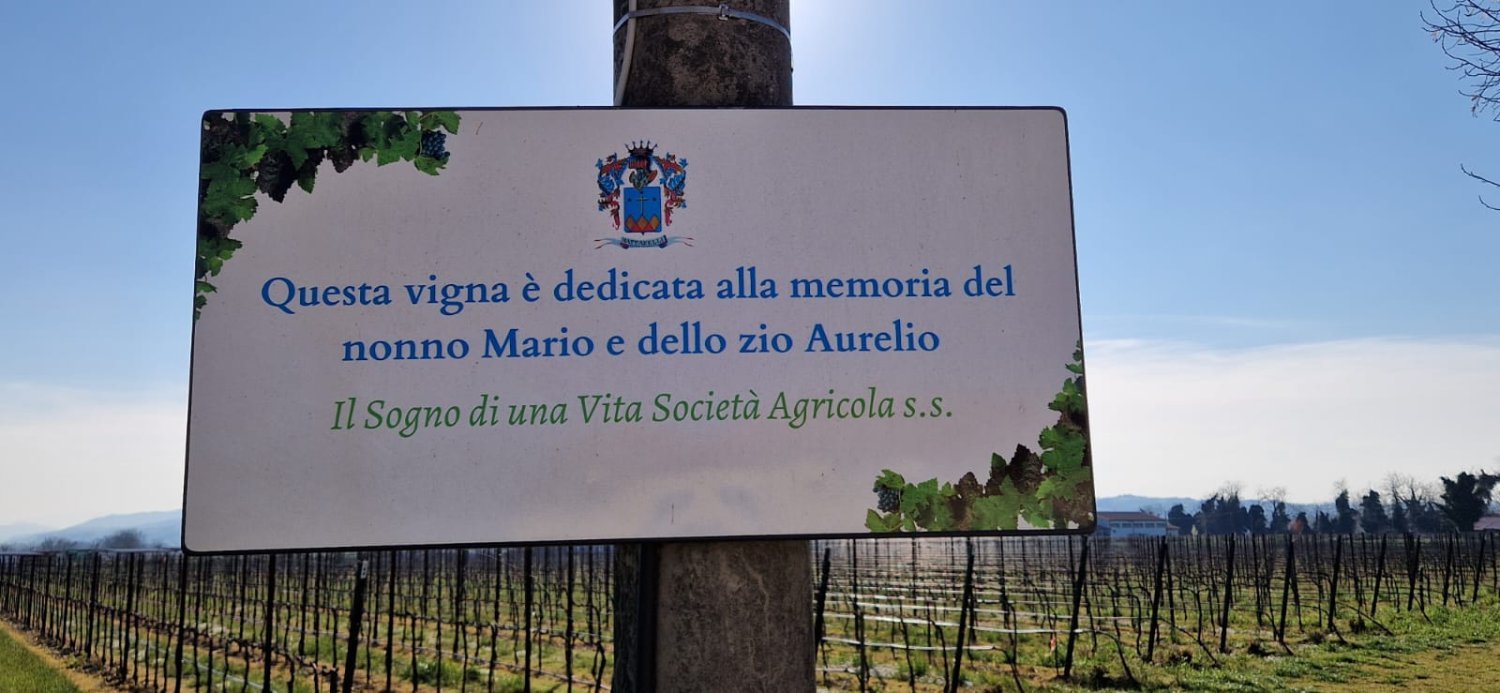 Questa vigna è dedicata alla memoria del
nonno Mario e dello zio Aurelio
Il Sogno di una Vita Società Agricola s.s.